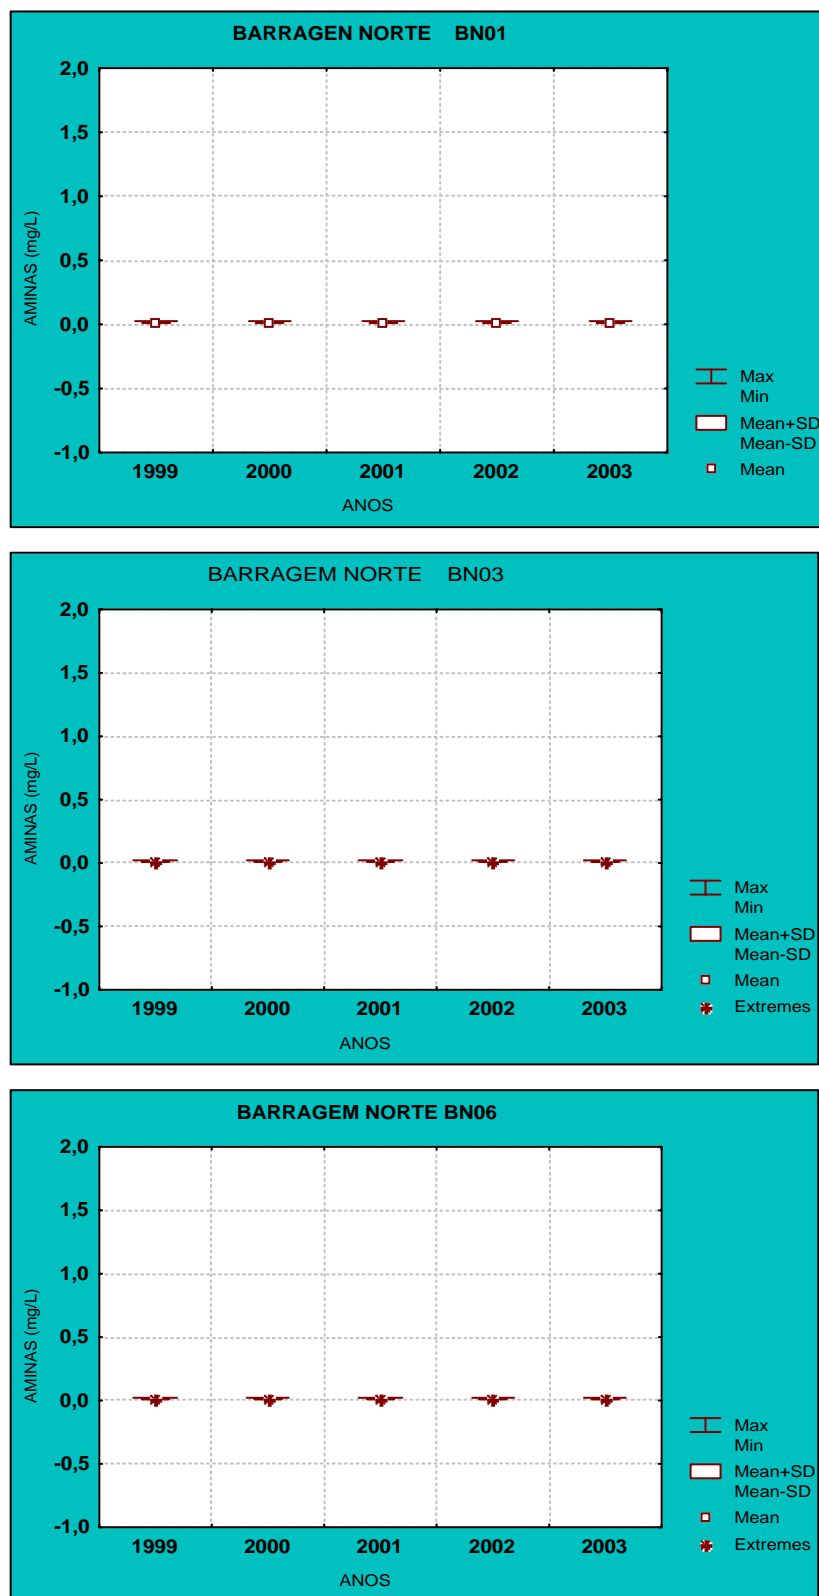 BARRAGEN NORTE    BN01
AMINAS (mg/L)
2,0
1,5
1,0
0,5
0,0
-0,5
-1,0
1999 2000 2001 2002 2003
ANOS
Max
Min
Mean+SD
Mean-SD
Mean
BARRAGEM NORTE    BN03
AMINAS (mg/L)
2,0
1,5
1,0
0,5
0,0
-0,5
-1,0
1999 2000 2001 2002 2003
ANOS
Max
Min
Mean+SD
Mean-SD
Mean
Extremes
BARRAGEM NORTE BN06
AMINAS (mg/L)
2,0
1,5
1,0
0,5
0,0
-0,5
-1,0
1999 2000 2001 2002 2003
ANOS
Max
Min
Mean+SD
Mean-SD
Mean
Extremes